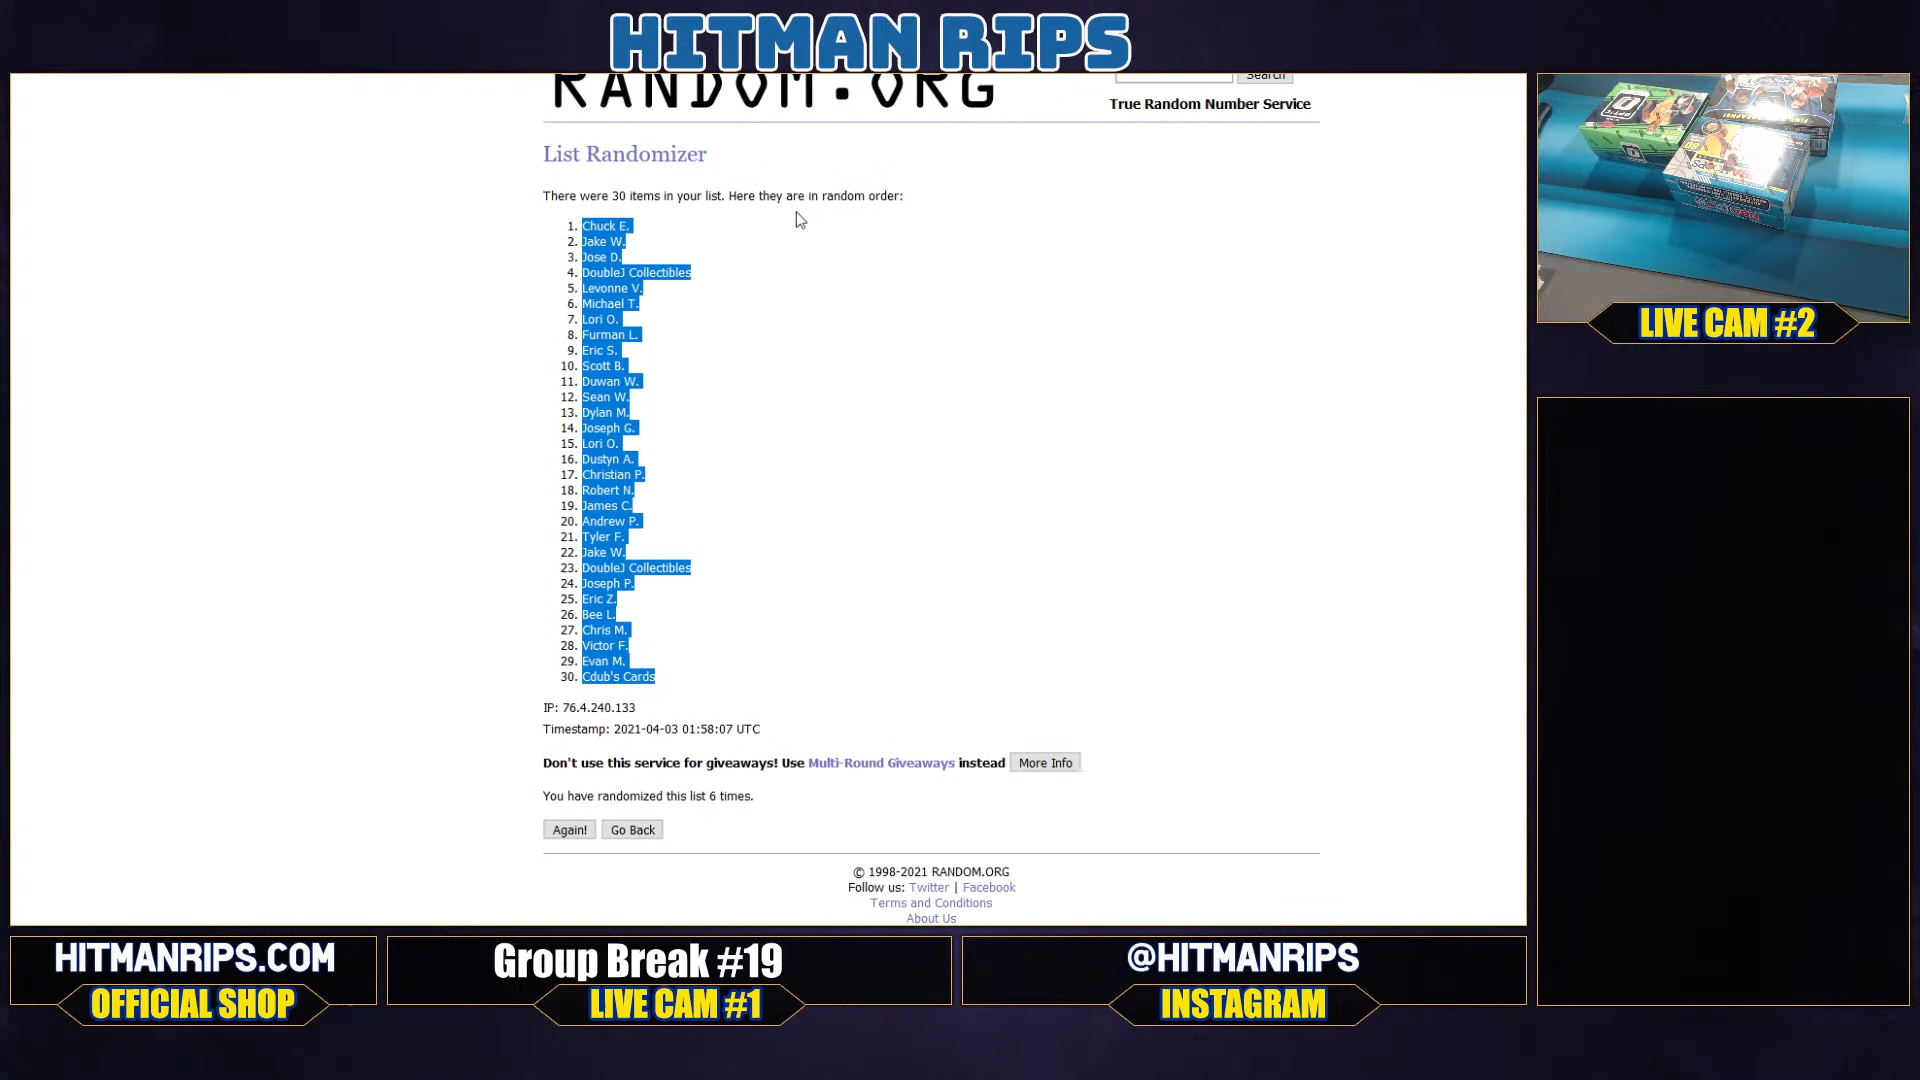 HITMAN RIPS
RANDOM.ORG
Search
True Random Number Service
List Randomizer
There were 30 items in your list. Here they are in random order:
1. Chuck E.
2. Jake W.
3. Jose D.
4. DoubleJ Collectibles
5. Levonne V.
6. Michael T.
7. Lori O.
8. Furman L.
9. Eric S.
10. Scott B.
11. Duwan W.
12. Sean W.
13. Dylan M.
14. Joseph G.
15. Lori O.
16. Dustyn A.
17. Christian P.
18. Robert N.
19. James C.
20. Andrew P.
21. Tyler F.
22. Jake W.
23. DoubleJ Collectibles
24. Joseph P.
25. Eric Z.
26. Bee L.
27. Chris M.
28. Victor F.
29. Evan M.
30. Cdub's Cards
IP: 76.4.240.133
Timestamp: 2021-04-03 01:58:07 UTC
Don't use this service for giveaways! Use Multi-Round Giveaways instead More Info
You have randomized this list 6 times.
Again! Go Back
© 1998-2021 RANDOM.ORG
Follow us: Twitter | Facebook
Terms and Conditions
About Us
OPTIC
LIVE CAM #2
HITMANRIPS.COM
OFFICIAL SHOP
Group Break #19
LIVE CAM #1
@HITMANRIPS
INSTAGRAM